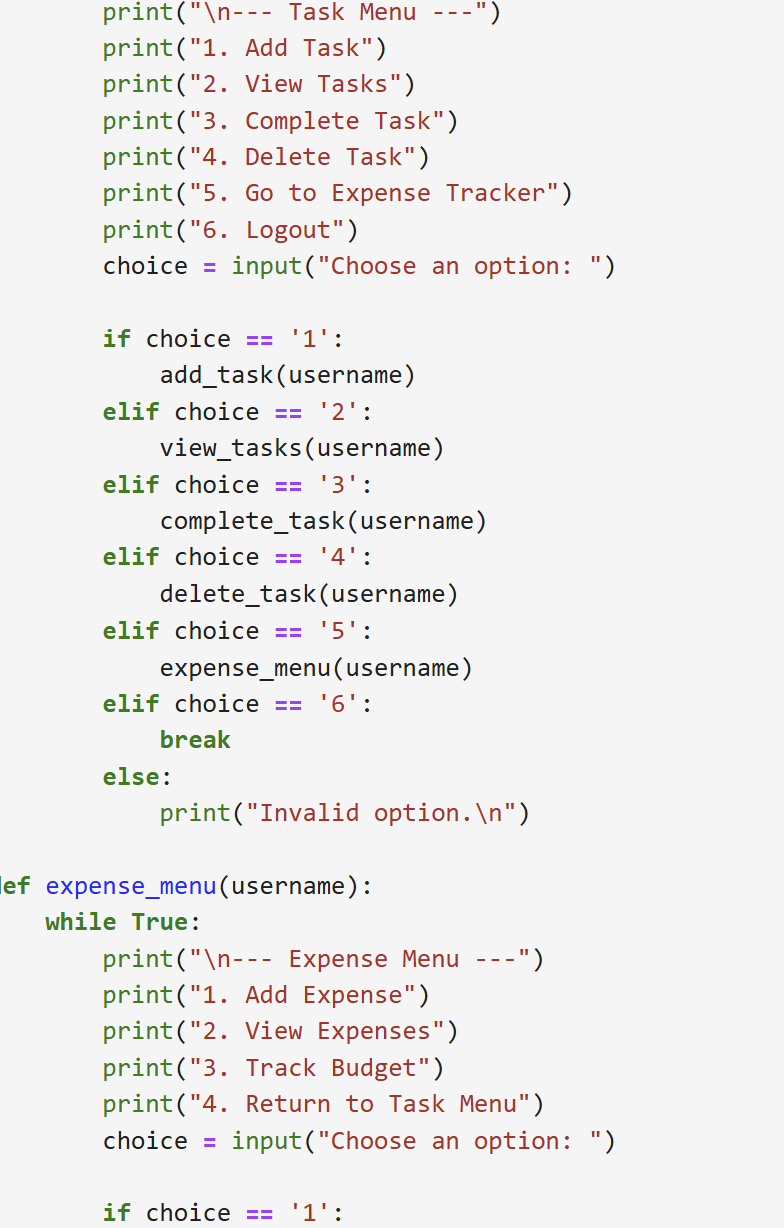 print("\n--- Task Menu ---")
        print("1. Add Task")
        print("2. View Tasks")
        print("3. Complete Task")
        print("4. Delete Task")
        print("5. Go to Expense Tracker")
        print("6. Logout")
        choice = input("Choose an option: ")

        if choice == '1':
            add_task(username)
        elif choice == '2':
            view_tasks(username)
        elif choice == '3':
            complete_task(username)
        elif choice == '4':
            delete_task(username)
        elif choice == '5':
            expense_menu(username)
        elif choice == '6':
            break
        else:
            print("Invalid option.\n")

def expense_menu(username):
    while True:
        print("\n--- Expense Menu ---")
        print("1. Add Expense")
        print("2. View Expenses")
        print("3. Track Budget")
        print("4. Return to Task Menu")
        choice = input("Choose an option: ")

        if choice == '1':